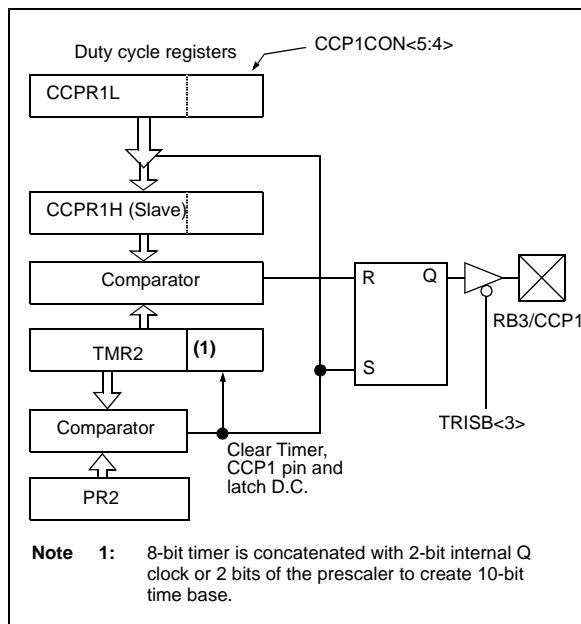 Duty cycle registers
CCP1CON<5:4>
CCPR1L
CCPR1H (Slave)
Comparator
R
Q
RB3/CCP1
TMR2
(1)
S
Comparator
TRISB<3>
Clear Timer,
CCP1 pin and
latch D.C.
PR2
Note 1: 8-bit timer is concatenated with 2-bit internal Q
clock or 2 bits of the prescaler to create 10-bit
time base.